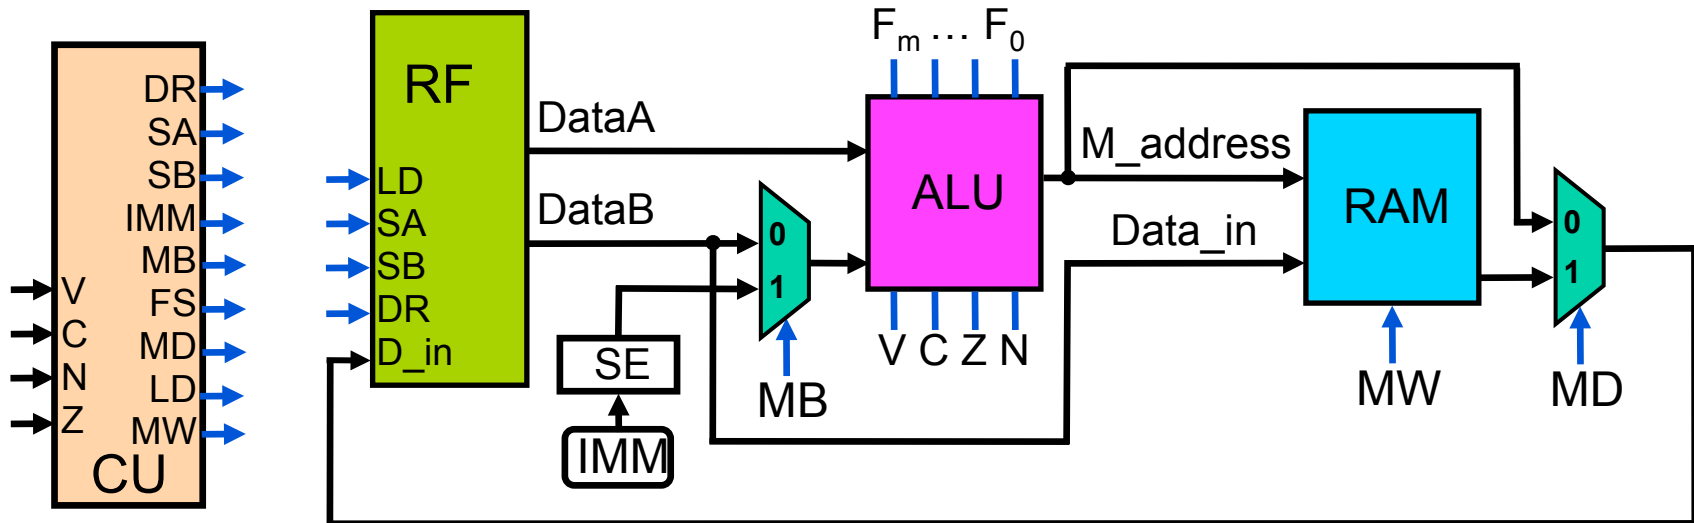 DR
SA
SB
IMM
MB
FS
MD
LD
MW
V
C
N
Z
CU
RF
LD
SA
SB
DR
D_in
DataA
DataB
0
1
MB
SE
IMM
Fm ... F0
ALU
V C Z N
M_address
Data_in
RAM
MW
0
1
MD